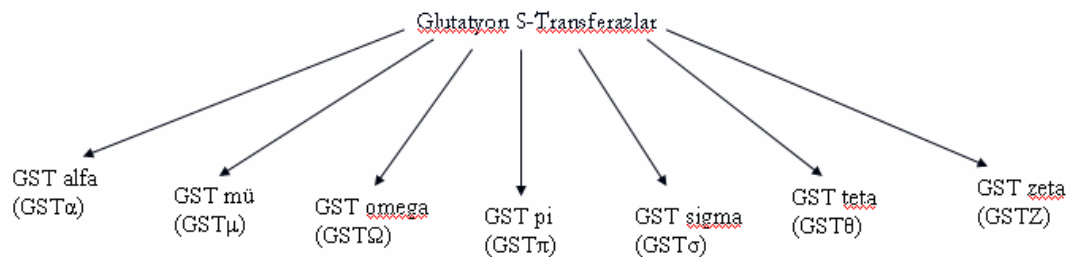 Glutatyon S-Transferazlar
GST alfa
(GSTα)
GST mü
(GSTμ)
GST omega
(GSTΩ)
GST pi
(GSTπ)
GST sigma
(GSTσ)
GST teta
(GSTθ)
GST zeta
(GSTZ)